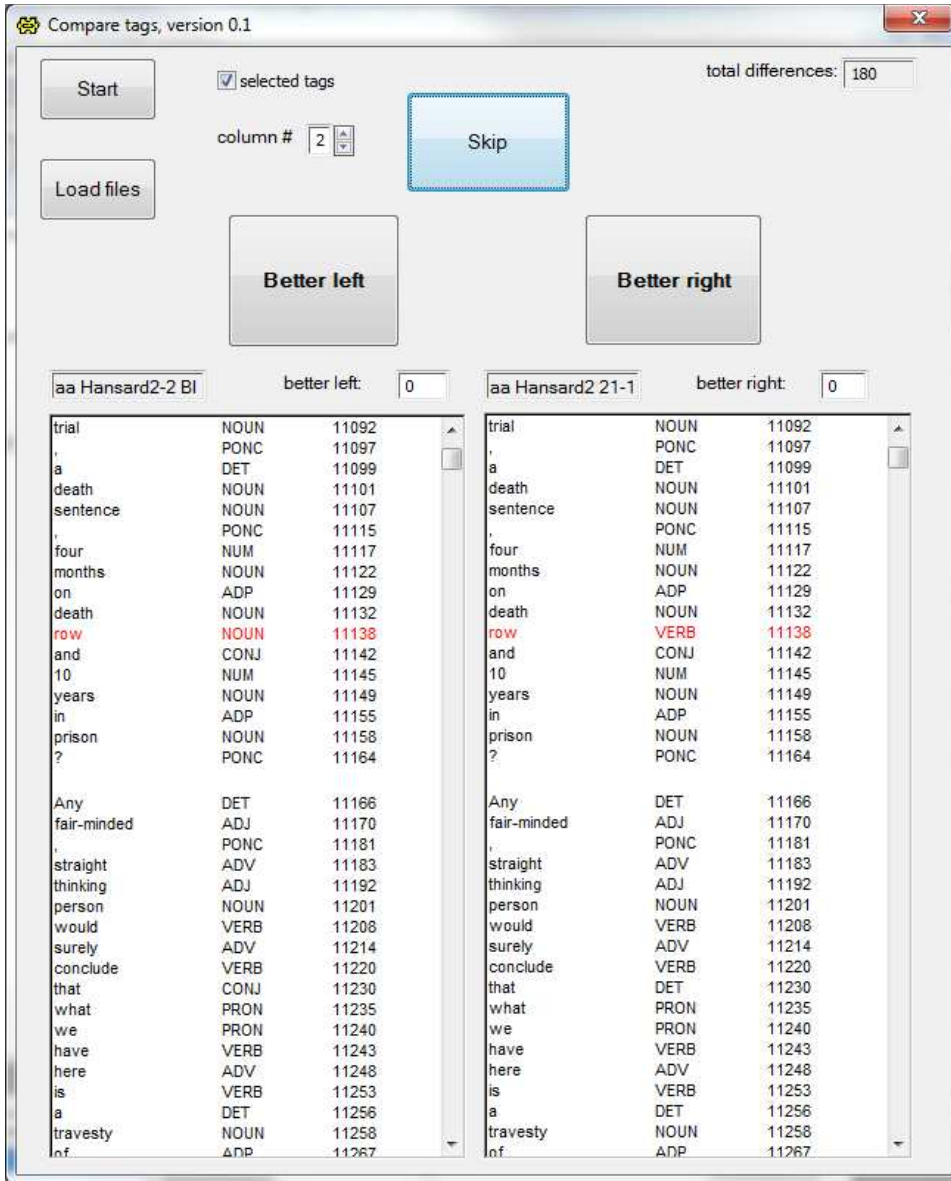 Compare tags, version 0.1
Start
selected tags
total differences: 180
column # 2
Skip
Load files
Better left
Better right
aa Hansard2-2 Bl better left: 0
aa Hansard2 21-1 better right: 0
trial NOUN 11092
, PONC 11097
a DET 11099
death NOUN 11101
sentence NOUN 11107
, PONC 11115
four NUM 11117
months NOUN 11122
on ADP 11129
death NOUN 11132
row NOUN 11138
and CONJ 11142
10 NUM 11145
years NOUN 11149
in ADP 11155
prison NOUN 11158
? PONC 11164
Any DET 11166
fair-minded ADJ 11170
, PONC 11181
straight ADV 11183
thinking ADJ 11192
person NOUN 11201
would VERB 11208
surely ADV 11214
conclude VERB 11220
that CONJ 11230
what PRON 11235
we PRON 11240
have VERB 11243
here ADV 11248
is VERB 11253
a DET 11256
travesty NOUN 11258
of ADP 11267
trial NOUN 11092
, PONC 11097
a DET 11099
death NOUN 11101
sentence NOUN 11107
, PONC 11115
four NUM 11117
months NOUN 11122
on ADP 11129
death NOUN 11132
row VERB 11138
and CONJ 11142
10 NUM 11145
years NOUN 11149
in ADP 11155
prison NOUN 11158
? PONC 11164
Any DET 11166
fair-minded ADJ 11170
, PONC 11181
straight ADV 11183
thinking ADJ 11192
person NOUN 11201
would VERB 11208
surely ADV 11214
conclude VERB 11220
that DET 11230
what PRON 11235
we PRON 11240
have VERB 11243
here ADV 11248
is VERB 11253
a DET 11256
travesty NOUN 11258
of ADP 11267